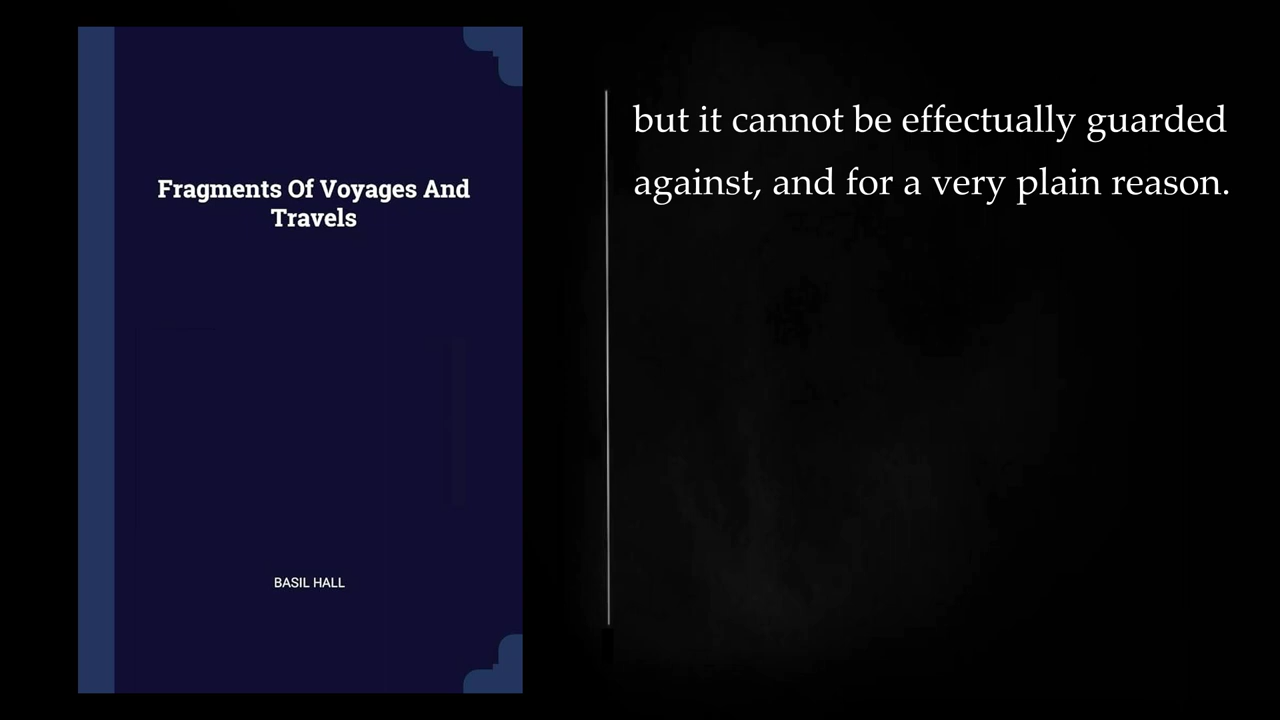 Fragments Of Voyages And
Travels
BASIL HALL
but it cannot be effectually guarded
against, and for a very plain reason.